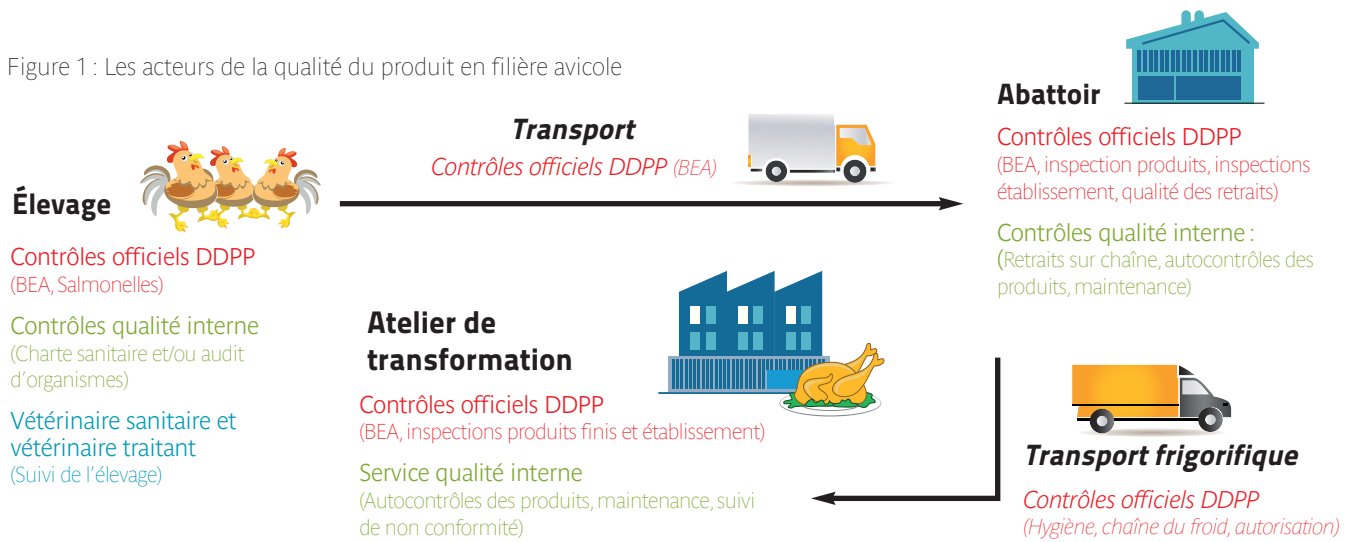 Figure 1 : Les acteurs de la qualité du produit en filière avicole
Élevage
Contrôles officiels DDPP
(BEA, Salmonelles)
Contrôles qualité interne
(Charte sanitaire et/ou audit
d'organismes)
Vétérinaire sanitaire et
vétérinaire traitant
(Suivi de l'élevage)
Transport
Contrôles officiels DDPP (BEA)
Abattoir
Contrôles officiels DDPP
(BEA, inspection produits, inspections
établissement, qualité des retraits)
Contrôles qualité interne :
(Retraits sur chaîne, autocontrôles des
produits, maintenance)
Transport frigorifique
Contrôles officiels DDPP
(Hygiène, chaîne du froid, autorisation)
Atelier de
transformation
Contrôles officiels DDPP
(BEA, inspections produits finis et établissement)
Service qualité interne
(Autocontrôles des produits, maintenance, suivi
de non conformité)